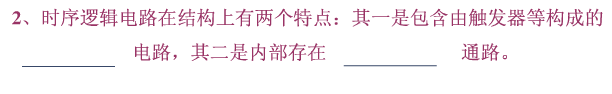 2、时序逻辑电路在结构上有两个特点：其一是包含由触发器等构成的
________ 电路，其二是内部存在 ________ 通路。